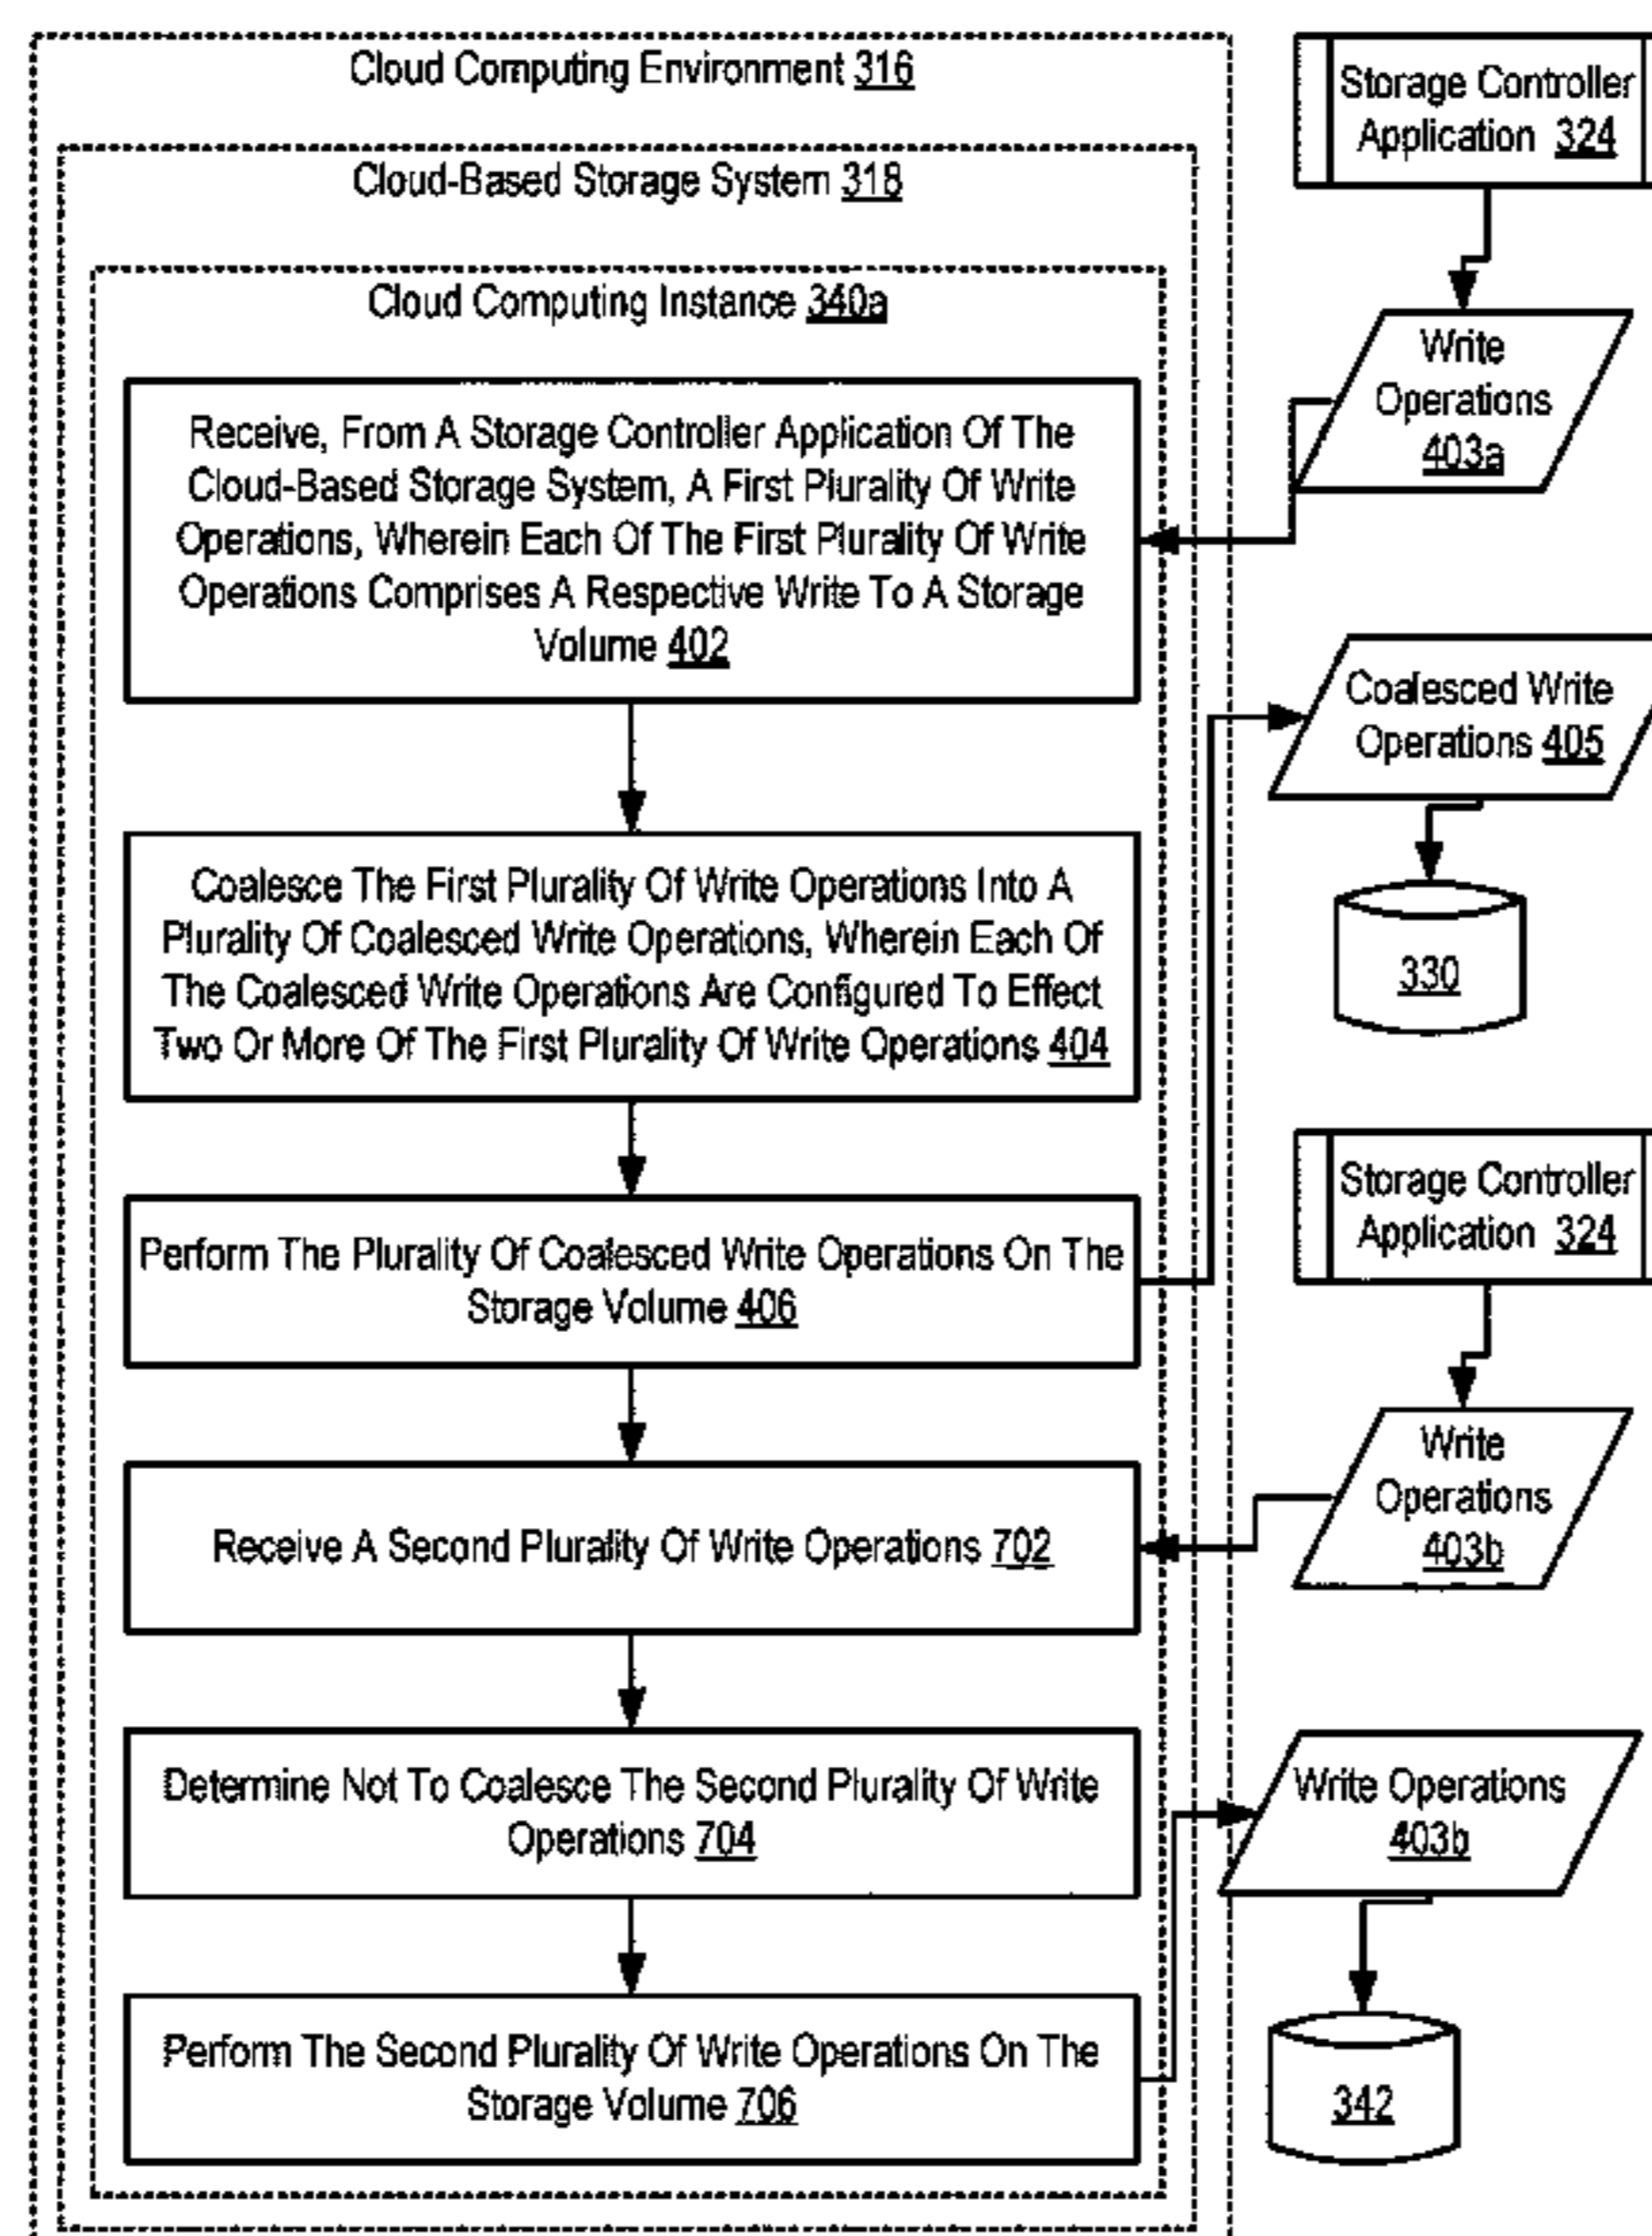 Cloud Computing Environment 316
Cloud-Based Storage System 318
Cloud Computing Instance 340a
Receive, From A Storage Controller Application Of The
Cloud-Based Storage System, A First Plurality Of Write
Operations, Wherein Each Of The First Plurality Of Write
Operations Comprises A Respective Write To A Storage
Volume 402
Coalesce The First Plurality Of Write Operations Into A
Plurality Of Coalesced Write Operations, Wherein Each Of
The Coalesced Write Operations Are Configured To Effect
Two Or More Of The First Plurality Of Write Operations 404
Perform The Plurality Of Coalesced Write Operations On The
Storage Volume 406
Receive A Second Plurality Of Write Operations 702
Determine Not To Coalesce The Second Plurality Of Write
Operations 704
Perform The Second Plurality Of Write Operations On The
Storage Volume 706
Storage Controller
Application 324
Write
Operations
403a
Coalesced Write
Operations 405
330
Storage Controller
Application 324
Write
Operations
403b
Write Operations
403b
342